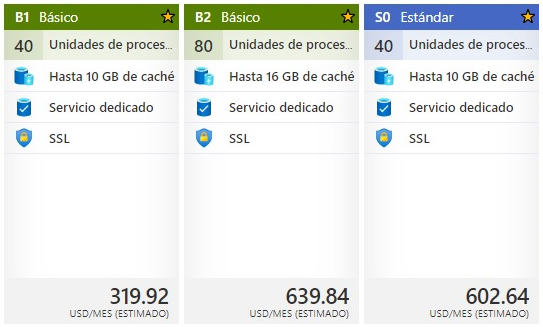 B1 Básico
40 Unidades de proces...
Hasta 10 GB de caché
Servicio dedicado
SSL
319.92
USD/MES (ESTIMADO)
B2 Básico
80 Unidades de proces...
Hasta 16 GB de caché
Servicio dedicado
SSL
639.84
USD/MES (ESTIMADO)
S0 Estándar
40 Unidades de proces...
Hasta 10 GB de caché
Servicio dedicado
SSL
602.64
USD/MES (ESTIMADO)